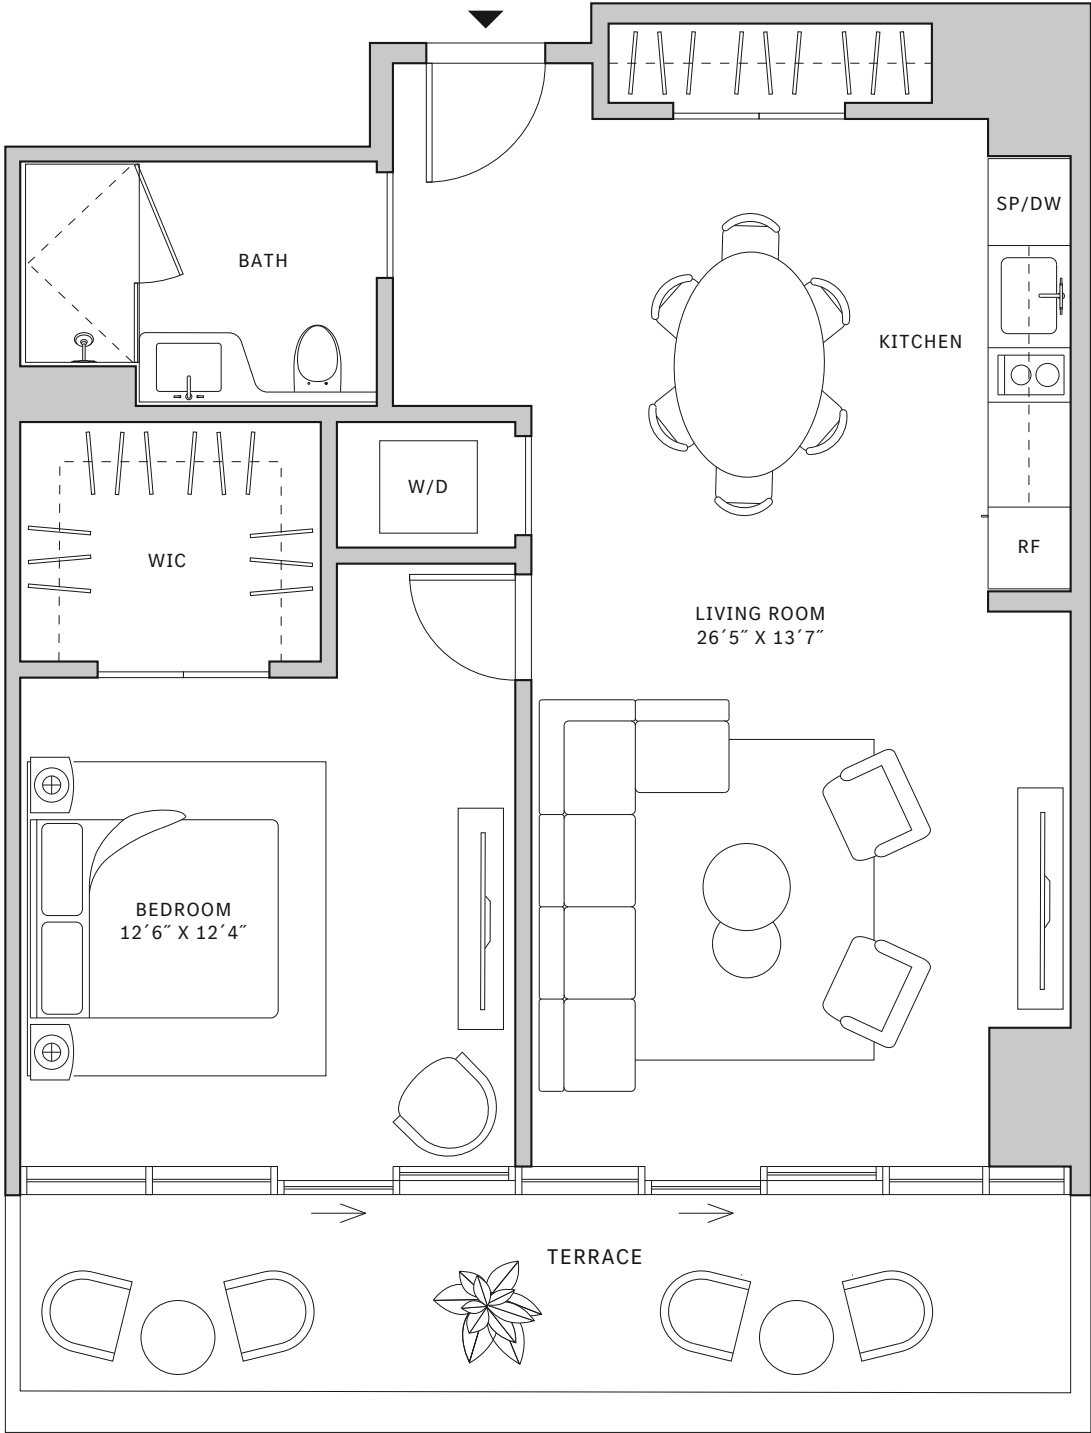 SP/DW
BATH
KITCHEN
W/D
WIC
RF
LIVING ROOM
26´5˝ X 13´7˝
BEDROOM
12´6˝ X 12´4˝
TERRACE